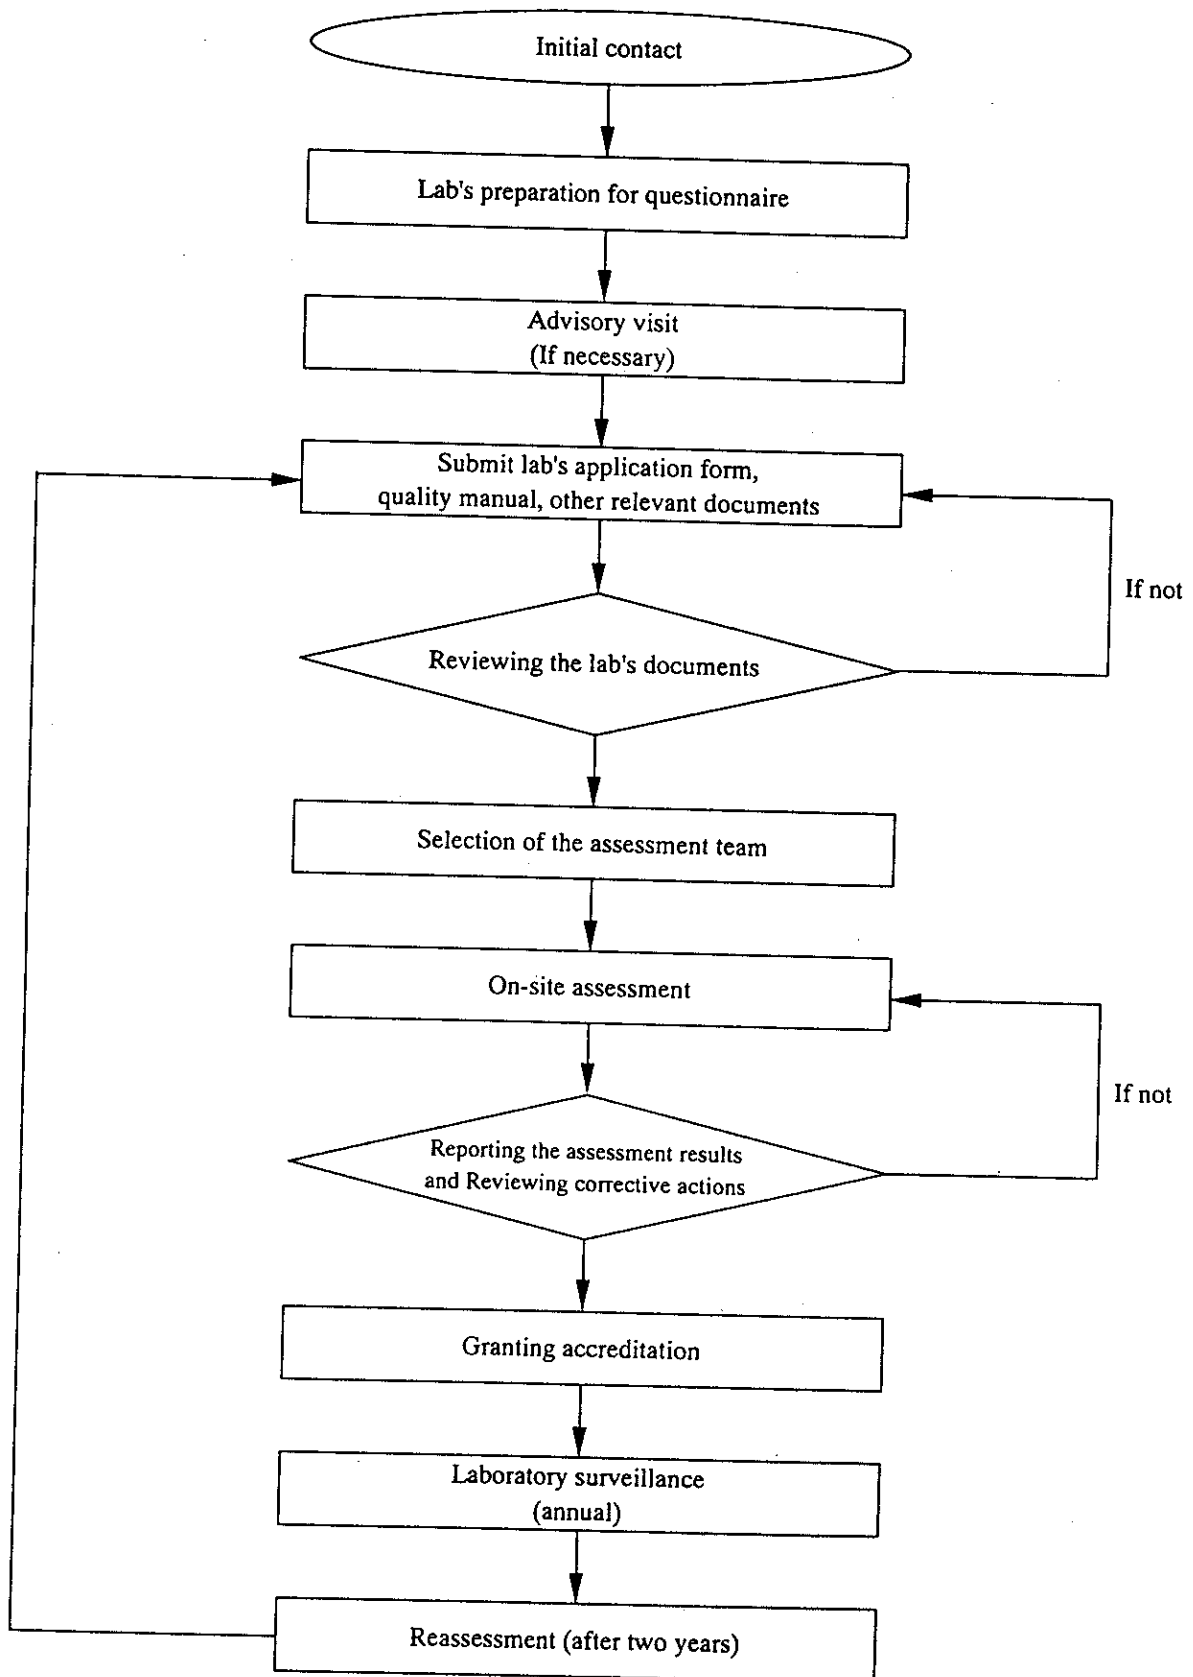 Initial contact
Lab's preparation for questionnaire
Advisory visit
(If necessary)
Submit lab's application form,
quality manual, other relevant documents
If not
Reviewing the lab's documents
Selection of the assessment team
On-site assessment
If not
Reporting the assessment results
and Reviewing corrective actions
Granting accreditation
Laboratory surveillance
(annual)
Reassessment (after two years)